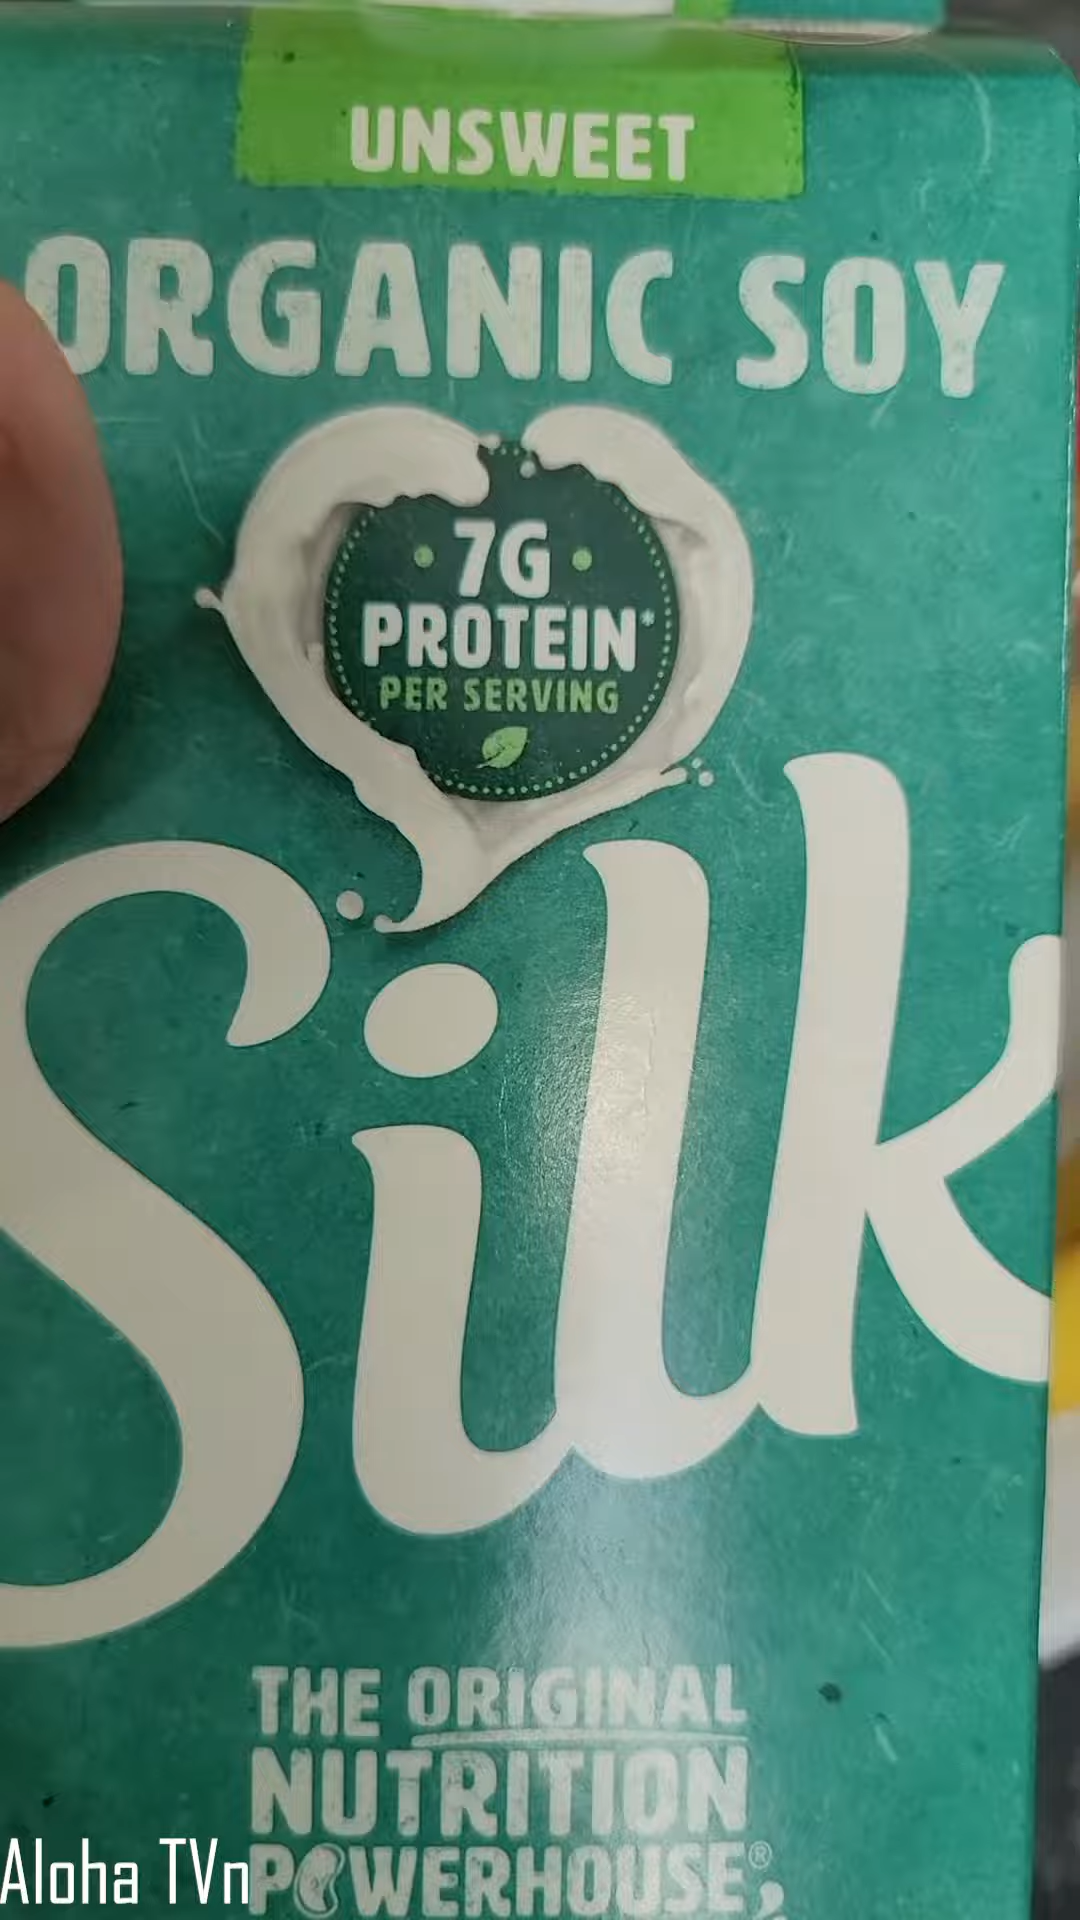 UNSWEET
ORGANIC SOY
7G
PROTEIN*
PER SERVING
Silk
THE ORIGINAL
NUTRITION
POWERHOUSE®
Aloha TVn